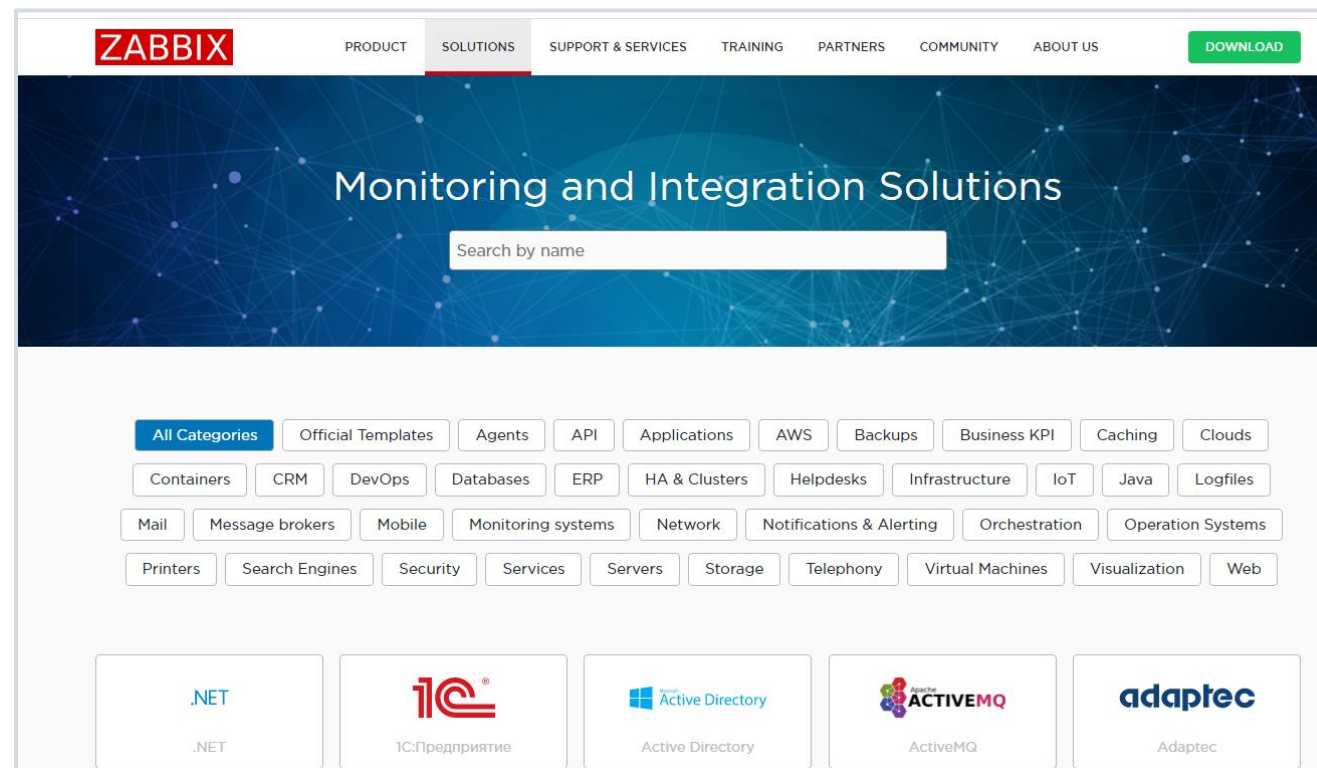 ZABBIX PRODUCT SOLUTIONS SUPPORT & SERVICES TRAINING PARTNERS COMMUNITY ABOUT US DOWNLOAD
Monitoring and Integration Solutions
Search by name
All Categories Official Templates Agents API Applications AWS Backups Business KPI Caching Clouds
Containers CRM DevOps Databases ERP HA & Clusters Helpdesks Infrastructure IoT Java Logfiles
Mail Message brokers Mobile Monitoring systems Network Notifications & Alerting Orchestration Operation Systems
Printers Search Engines Security Services Servers Storage Telephony Virtual Machines Visualization Web
.NET 1C® Microsoft Active Directory Apache ACTIVEMQ adaptec
.NET 1С:Предприятие Active Directory ActiveMQ Adaptec